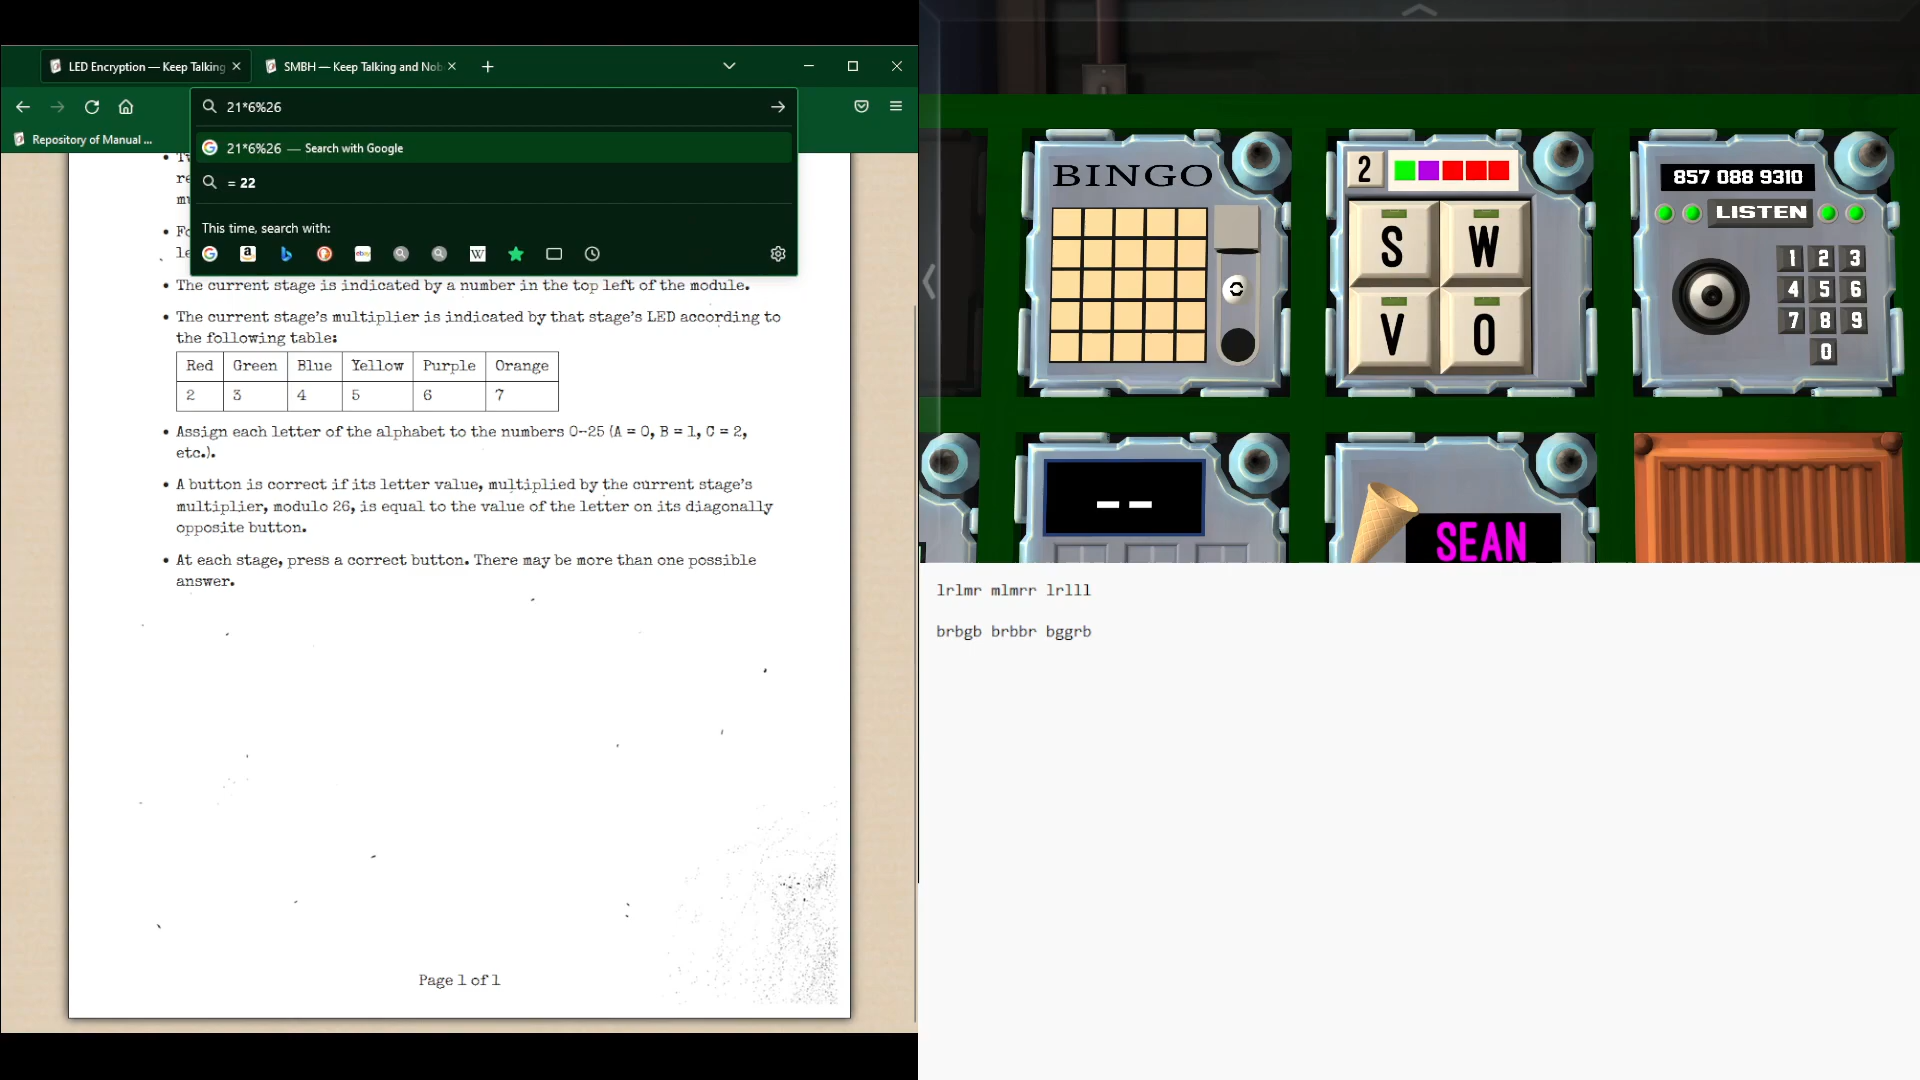 LED Encryption — Keep Talking
SMBH — Keep Talking and Nob
21*6%26
Repository of Manual ...
21*6%26 — Search with Google
= 22
This time, search with:
• The current stage is indicated by a number in the top left of the module.
• The current stage’s multiplier is indicated by that stage’s LED according to
the following table:
Red Green Blue Yellow Purple Orange
2 3 4 5 6 7
• Assign each letter of the alphabet to the numbers 0–25 (A = 0, B = 1, C = 2,
etc.).
• A button is correct if its letter value, multiplied by the current stage’s
multiplier, modulo 26, is equal to the value of the letter on its diagonally
opposite button.
• At each stage, press a correct button. There may be more than one possible
answer.
Page 1 of 1
BINGO
2
S W
V O
857 088 9310
LISTEN
1 2 3
4 5 6
7 8 9
0
– –
SEAN
lrlmr mlmrr lrlll
brbgb brbbr bggrb